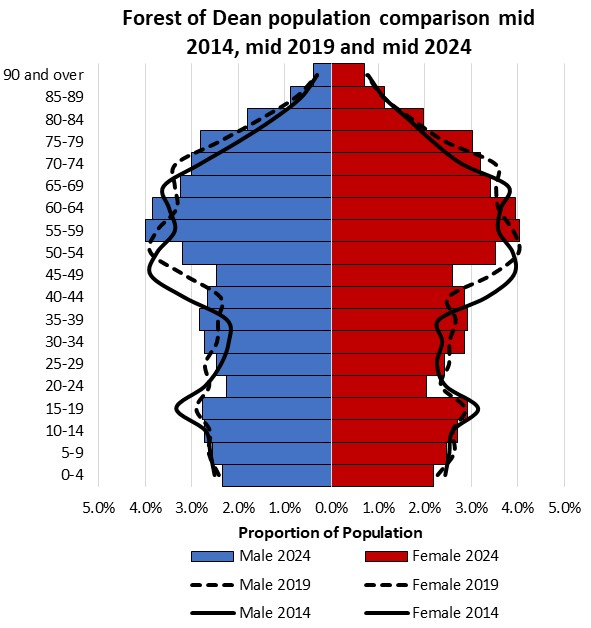 Forest of Dean population comparison mid
2014, mid 2019 and mid 2024
90 and over
85-89
80-84
75-79
70-74
65-69
60-64
55-59
50-54
45-49
40-44
35-39
30-34
25-29
20-24
15-19
10-14
5-9
0-4
5.0% 4.0% 3.0% 2.0% 1.0% 0.0% 1.0% 2.0% 3.0% 4.0% 5.0%
Proportion of Population
Male 2024 Female 2024
Male 2019 Female 2019
Male 2014 Female 2014